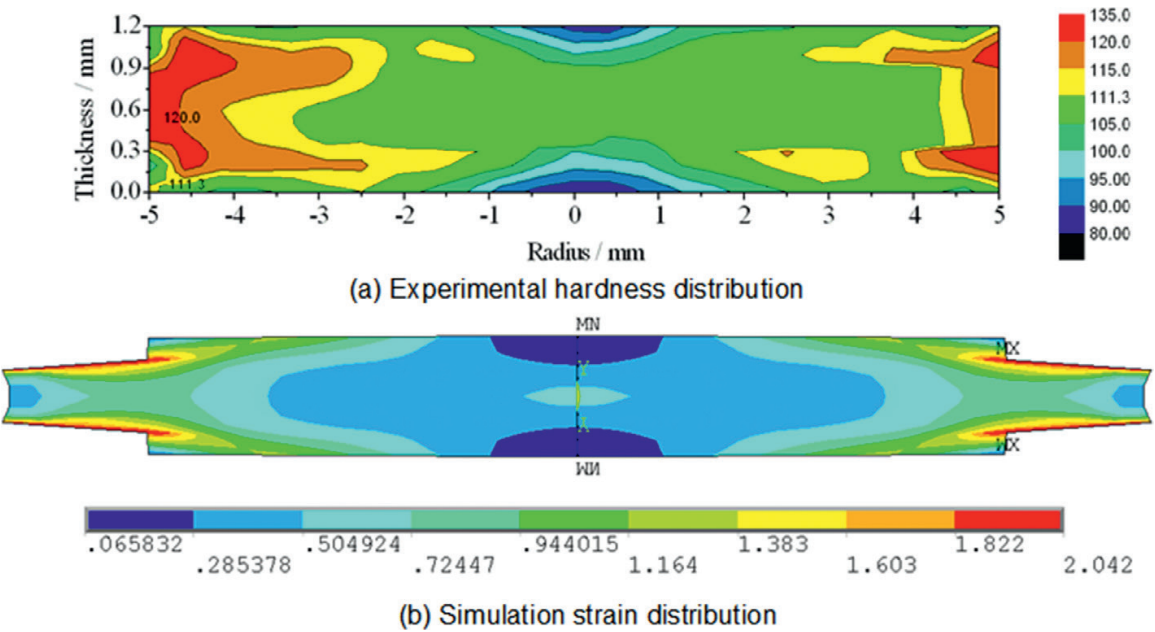 1.2
0.9
0.6
0.3
0.0
Thickness / mm
120.0
111.3
-5 -4 -3 -2 -1 0 1 2 3 4 5
Radius / mm
135.0
120.0
115.0
111.3
105.0
100.0
95.00
90.00
80.00
(a) Experimental hardness distribution
MN
MX
Y
X
MX
MN
.065832 .504924 .944015 1.383 1.822
.285378 .72447 1.164 1.603 2.042
(b) Simulation strain distribution